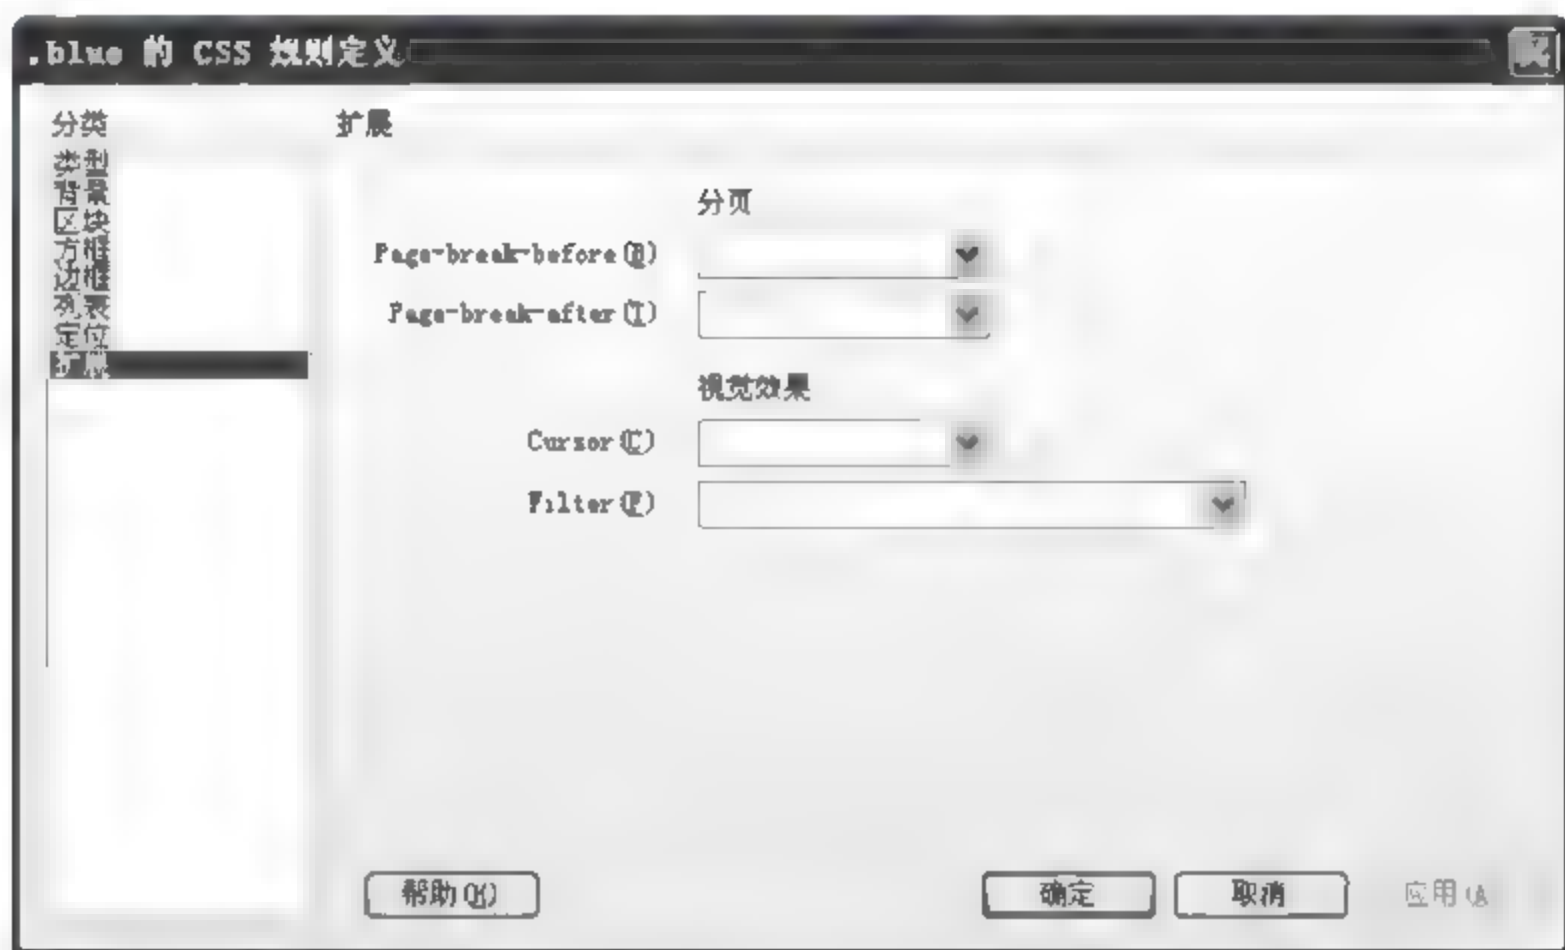 .blue 的 CSS 规则定义
分类
类型
背景
区块
方框
边框
列表
定位
扩展
扩展
分页
Page-break-before(B)
Page-break-after(T)
视觉效果
Cursor(C)
Filter(F)
帮助(H)
确定
取消
应用(A